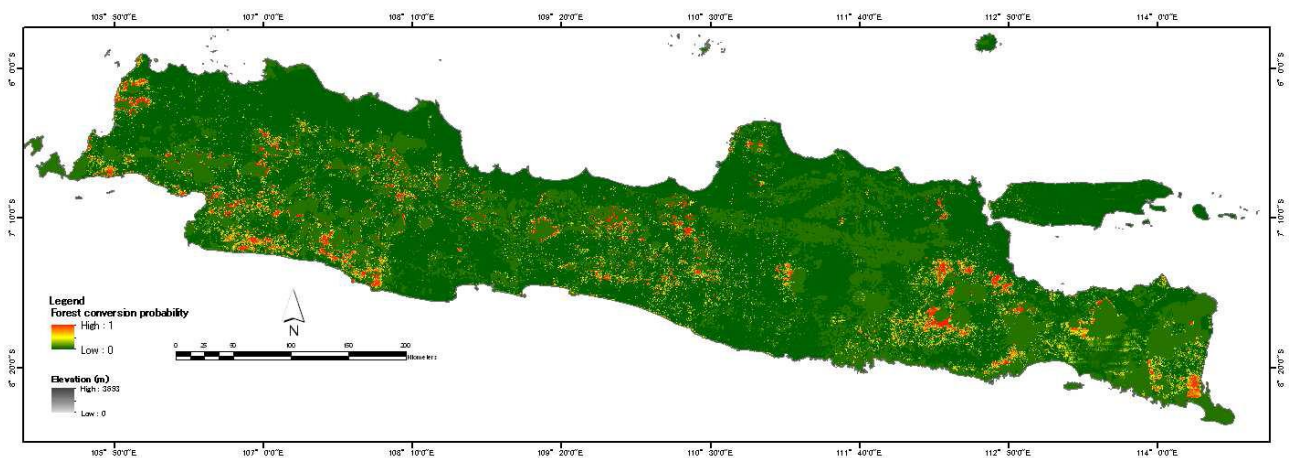 105° 50'0"E 107° 0'0"E 108° 10'0"E 109° 20'0"E 110° 30'0"E 111° 40'0"E 112° 50'0"E 114° 0'0"E
6° 0'0"S 6° 0'0"S
7° 10'0"S 7° 10'0"S
Legend
Forest conversion probability
High : 1
Low : 0
N
0 25 50 100 150 200
Kilometers
8° 20'0"S 8° 20'0"S
Elevation (m)
Low : 0
105° 50'0"E 107° 0'0"E 108° 10'0"E 109° 20'0"E 110° 30'0"E 111° 40'0"E 112° 50'0"E 114° 0'0"E